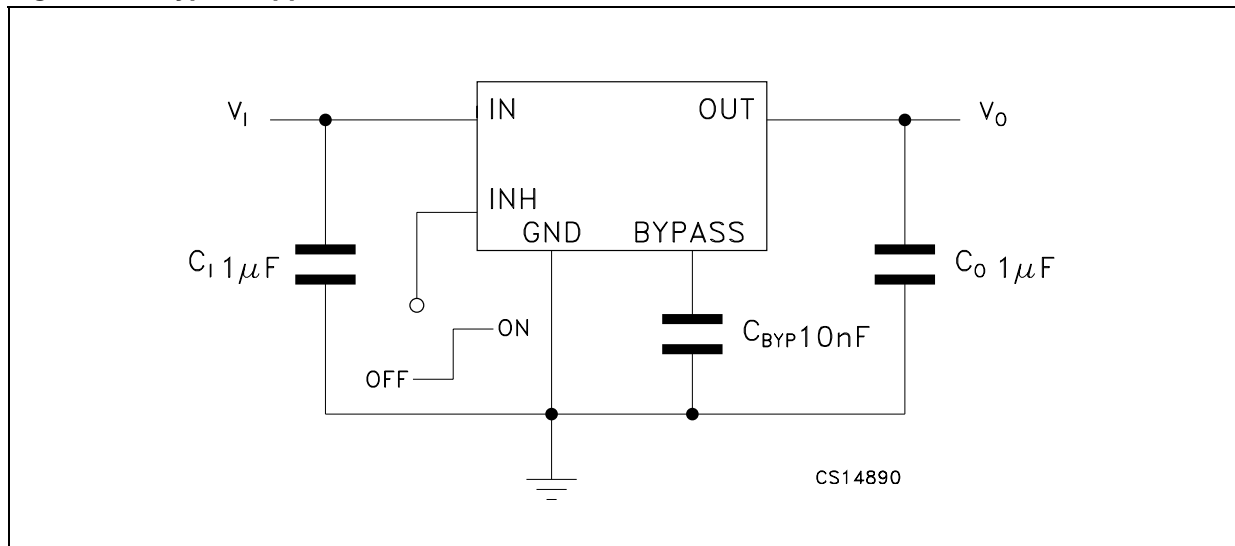 V_I
IN
OUT
V_O
INH
GND
BYPASS
C_I 1μF
C_O 1μF
C_BYP 10nF
ON
OFF
CS14890